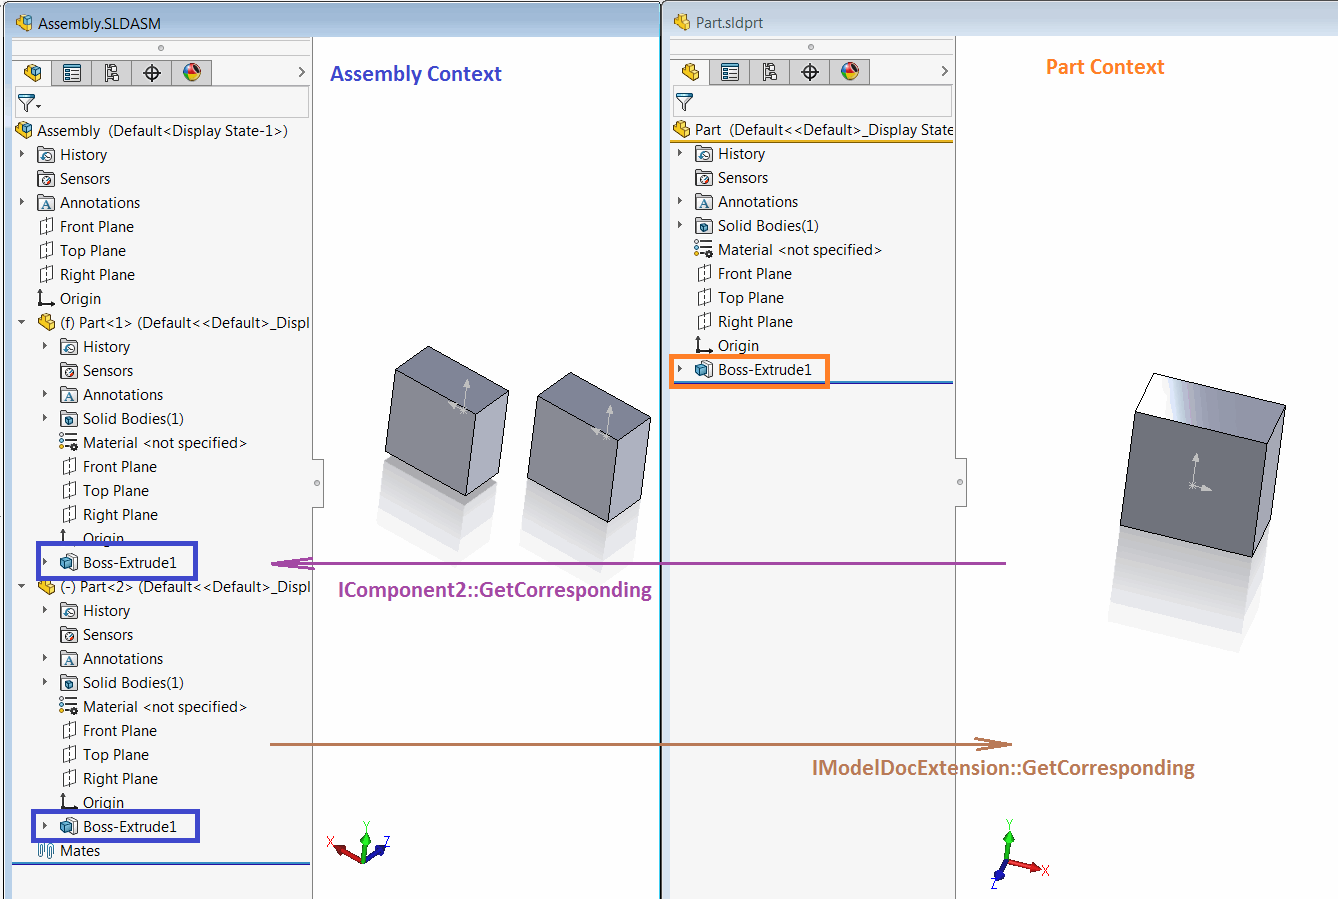 Assembly.SLDASM
Assembly Context
Assembly (Default<Display State-1>)
History
Sensors
Annotations
Front Plane
Top Plane
Right Plane
Origin
(f) Part<1> (Default<<Default>_Displ
History
Sensors
Annotations
Solid Bodies(1)
Material <not specified>
Front Plane
Top Plane
Right Plane
Origin
Boss-Extrude1
(-) Part<2> (Default<<Default>_Displ
History
Sensors
Annotations
Solid Bodies(1)
Material <not specified>
Front Plane
Top Plane
Right Plane
Origin
Boss-Extrude1
Mates
X
Y
Z
IComponent2::GetCorresponding
Part.sldprt
Part Context
Part (Default<<Default>_Display State
History
Sensors
Annotations
Solid Bodies(1)
Material <not specified>
Front Plane
Top Plane
Right Plane
Origin
Boss-Extrude1
IModelDocExtension::GetCorresponding
Y
X
Z